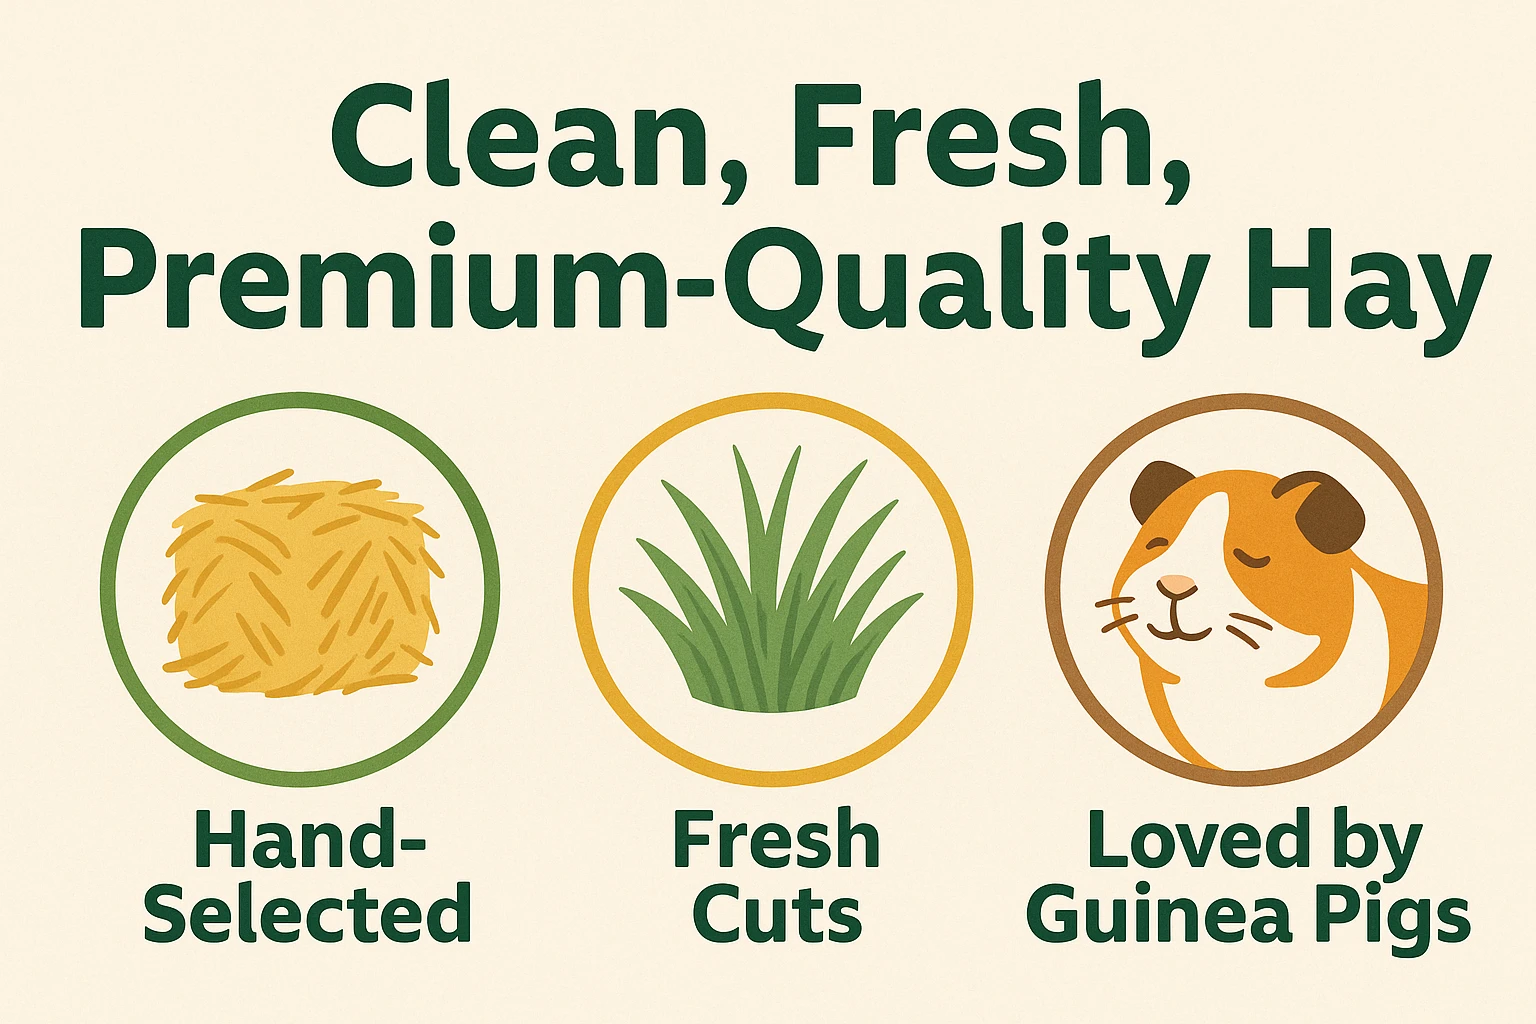 Clean, Fresh,
Premium-Quality Hay
Hand-
Selected
Fresh
Cuts
Loved by
Guinea Pigs